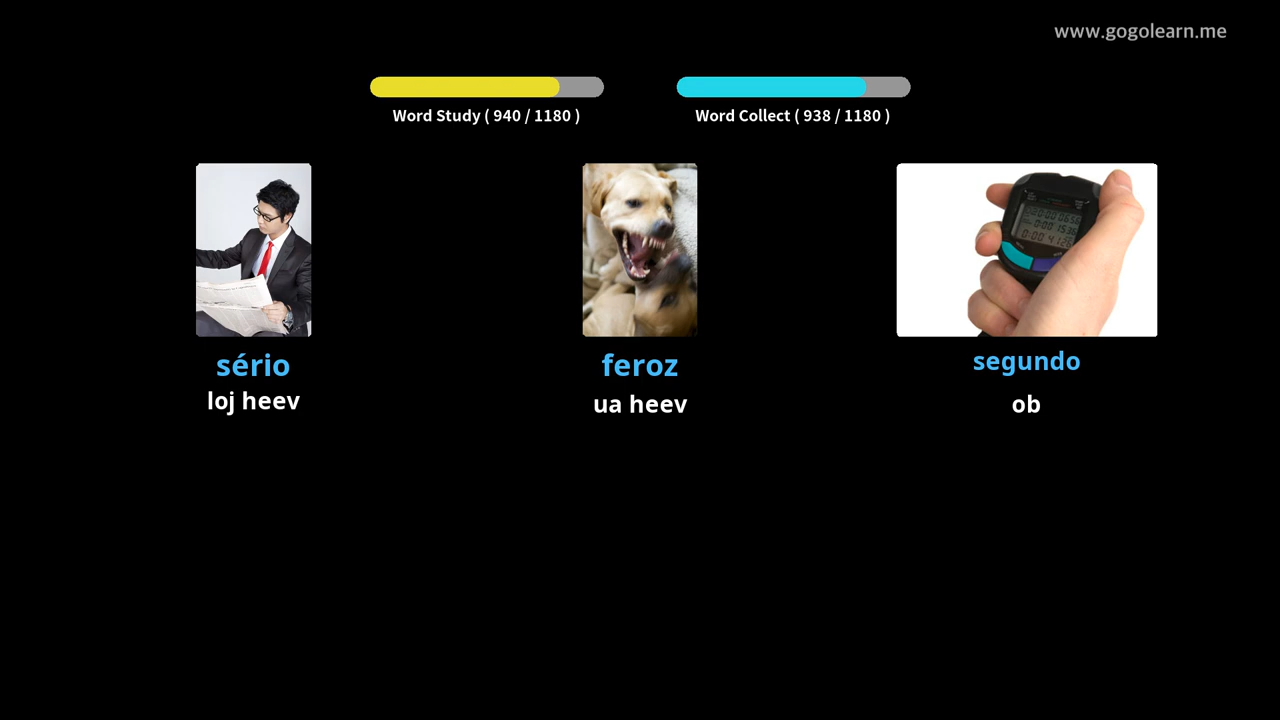 www.gogolearn.me
Word Study ( 940 / 1180 )
Word Collect ( 938 / 1180 )
sério
loj heev
feroz
ua heev
segundo
ob